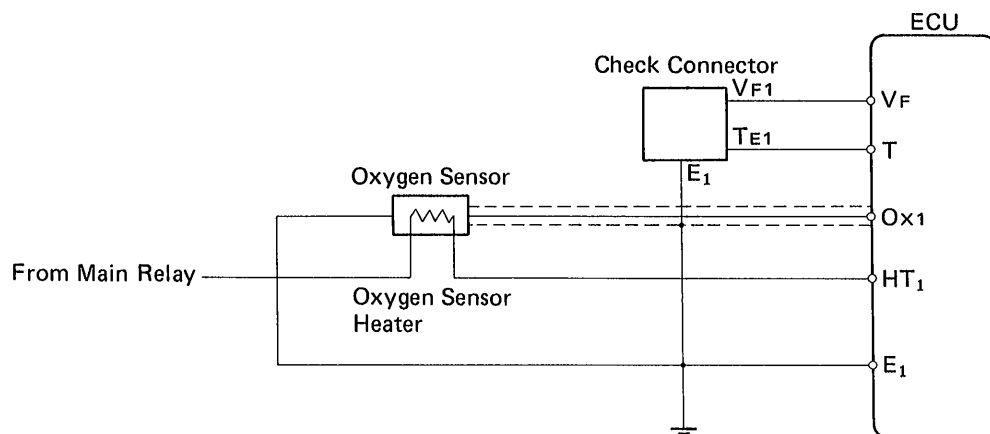 ECU
Check Connector
VF1
VF
TE1
T
E1
Oxygen Sensor
Ox1
From Main Relay
HT1
Oxygen Sensor
Heater
E1